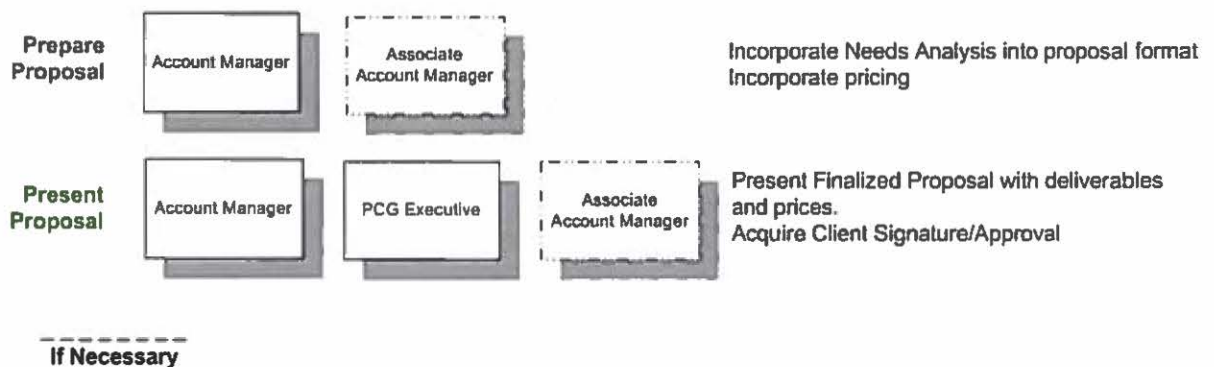 Prepare
Proposal
Account Manager
Associate
Account Manager
Incorporate Needs Analysis into proposal format
Incorporate pricing
Present
Proposal
Account Manager
PCG Executive
Associate
Account Manager
Present Finalized Proposal with deliverables
and prices.
Acquire Client Signature/Approval
If Necessary